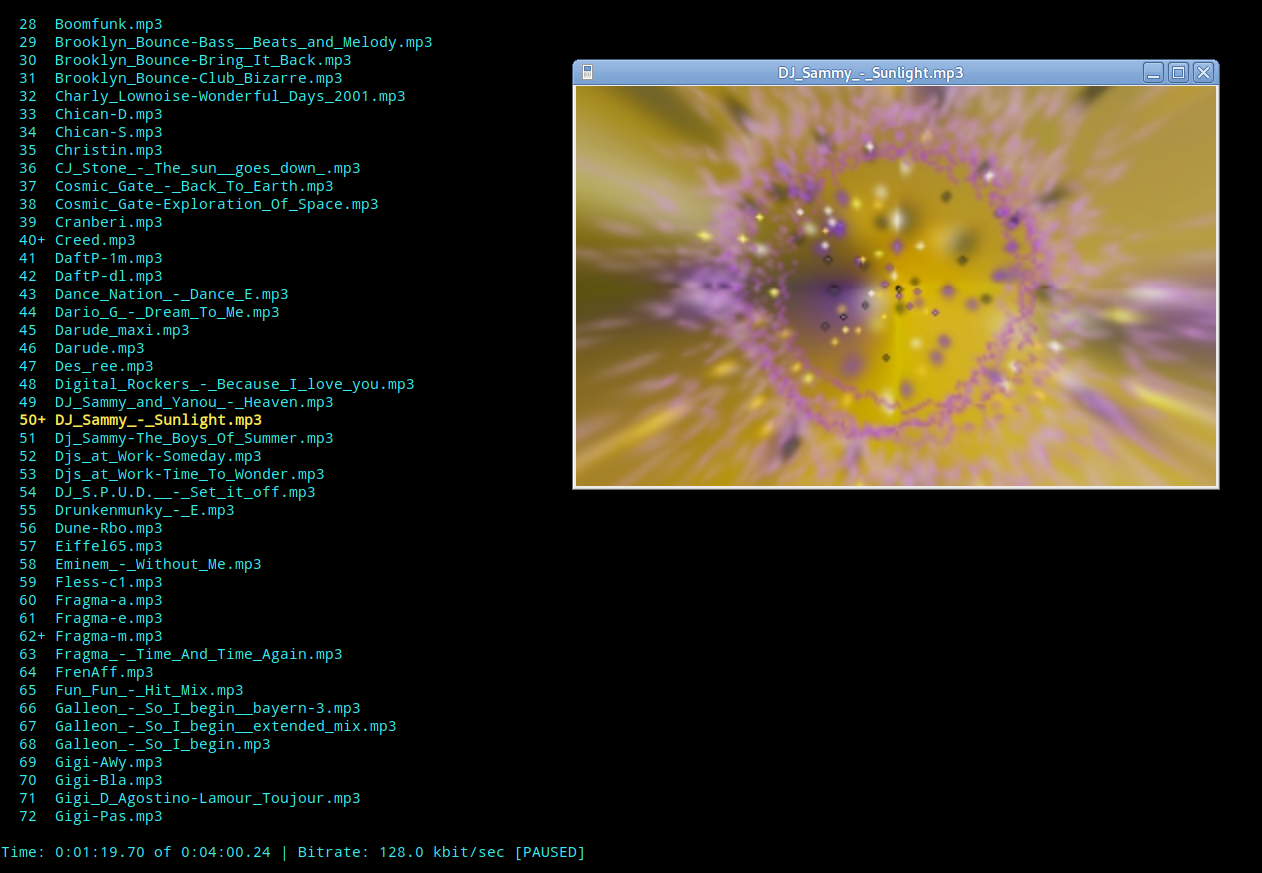 28 Boomfunk.mp3
29 Brooklyn_Bounce-Bass__Beats_and_Melody.mp3
30 Brooklyn_Bounce-Bring_It_Back.mp3
31 Brooklyn_Bounce-Club_Bizarre.mp3
32 Charly_Lownoise-Wonderful_Days_2001.mp3
33 Chican-D.mp3
34 Chican-S.mp3
35 Christin.mp3
36 CJ_Stone_-_The_sun__goes_down_.mp3
37 Cosmic_Gate_-_Back_To_Earth.mp3
38 Cosmic_Gate-Exploration_Of_Space.mp3
39 Cranberi.mp3
40+ Creed.mp3
41 DaftP-1m.mp3
42 DaftP-dl.mp3
43 Dance_Nation_-_Dance_E.mp3
44 Dario_G_-_Dream_To_Me.mp3
45 Darude_maxi.mp3
46 Darude.mp3
47 Des_ree.mp3
48 Digital_Rockers_-_Because_I_love_you.mp3
49 DJ_Sammy_and_Yanou_-_Heaven.mp3
50+ DJ_Sammy_-_Sunlight.mp3
51 Dj_Sammy-The_Boys_Of_Summer.mp3
52 Djs_at_Work-Someday.mp3
53 Djs_at_Work-Time_To_Wonder.mp3
54 DJ_S.P.U.D.__-_Set_it_off.mp3
55 Drunkenmunky_-_E.mp3
56 Dune-Rbo.mp3
57 Eiffel65.mp3
58 Eminem_-_Without_Me.mp3
59 Fless-c1.mp3
60 Fragma-a.mp3
61 Fragma-e.mp3
62+ Fragma-m.mp3
63 Fragma_-_Time_And_Time_Again.mp3
64 FrenAff.mp3
65 Fun_Fun_-_Hit_Mix.mp3
66 Galleon_-_So_I_begin__bayern-3.mp3
67 Galleon_-_So_I_begin__extended_mix.mp3
68 Galleon_-_So_I_begin.mp3
69 Gigi-AWy.mp3
70 Gigi-Bla.mp3
71 Gigi_D_Agostino-Lamour_Toujour.mp3
72 Gigi-Pas.mp3
Time: 0:01:19.70 of 0:04:00.24 | Bitrate: 128.0 kbit/sec [PAUSED]
DJ_Sammy_-_Sunlight.mp3